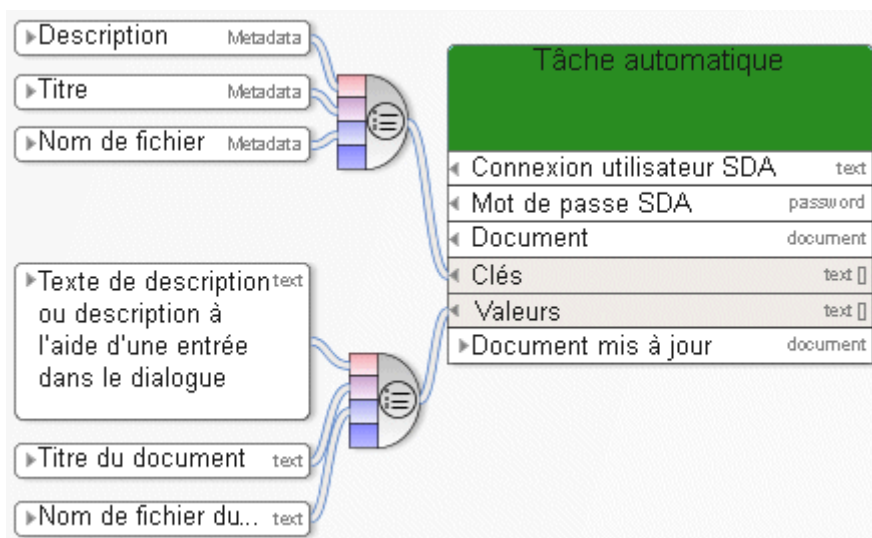 Description Metadata
Titre Metadata
Nom de fichier Metadata
Tâche automatique
Connexion utilisateur SDA text
Mot de passe SDA password
Document document
Clés text []
Valeurs text []
Document mis à jour document
Texte de description text
ou description à
l'aide d'une entrée
dans le dialogue
Titre du document text
Nom de fichier du... text